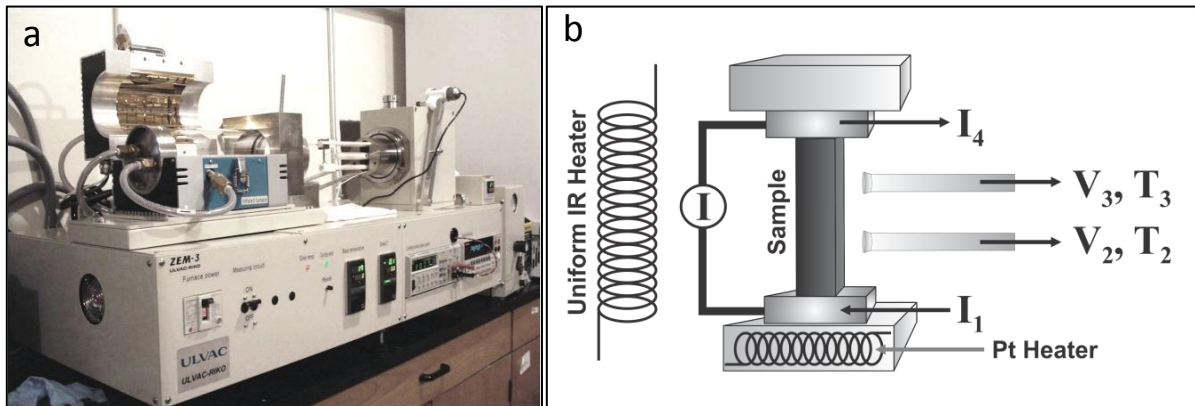 a
ZEM-3
ULVAC-RIKO
Furnace power
Measuring circuit
ON
OFF
Reset
ULVAC
ULVAC-RIKO
b
Uniform IR Heater
I
Sample
I₄
V₃, T₃
V₂, T₂
I₁
Pt Heater